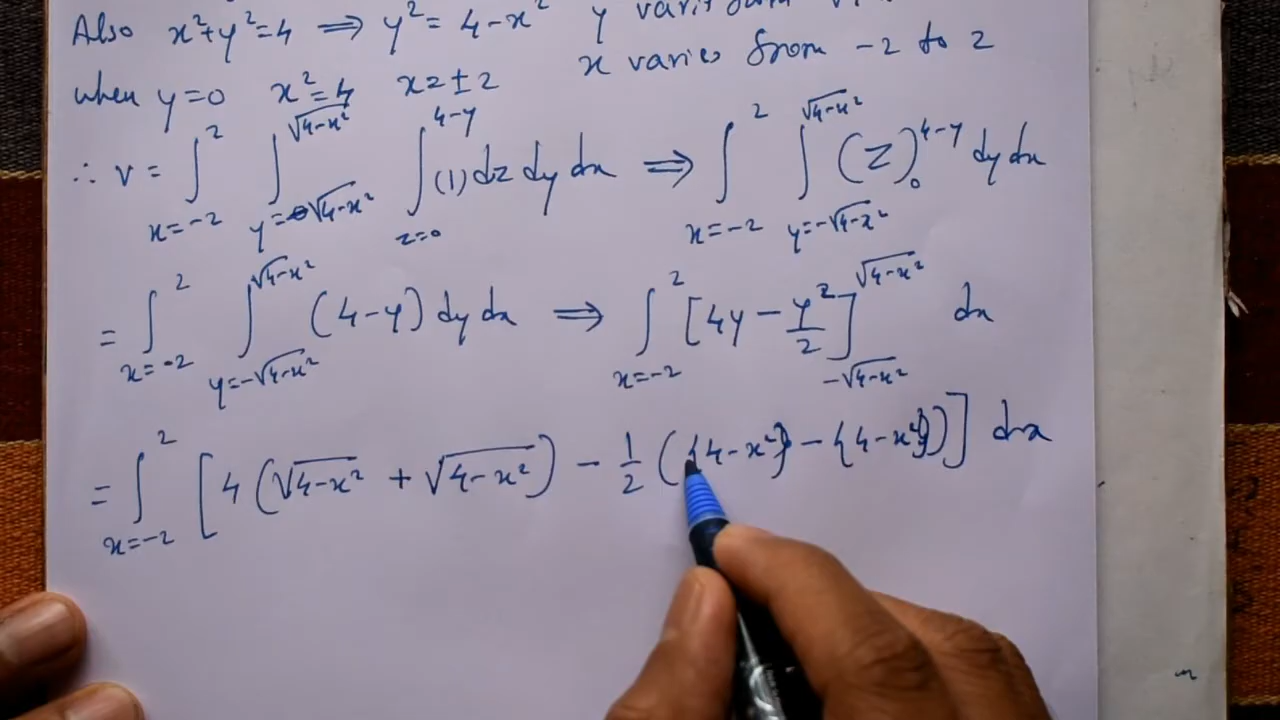 Also x²+y²=4 ⟹ y² = 4-x² y
when y=0 x²=4 x=±2 x varies from -2 to 2
∴ V = ∫_{x=-2}^{2} ∫_{y=-√4-x²}^{√4-x²} ∫_{z=0}^{4-y} (1) dz dy dx ⟹ ∫_{x=-2}^{2} ∫_{y=-√4-x²}^{√4-x²} (z)_{0}^{4-y} dy dx
= ∫_{x=-2}^{2} ∫_{y=-√4-x²}^{√4-x²} (4-y) dy dx ⟹ ∫_{x=-2}^{2} [4y - y²/2]_{-√4-x²}^{√4-x²} dx
= ∫_{x=-2}^{2} [4(√4-x² + √4-x²) - 1/2 ({4-x²} - {4-x²})] dx